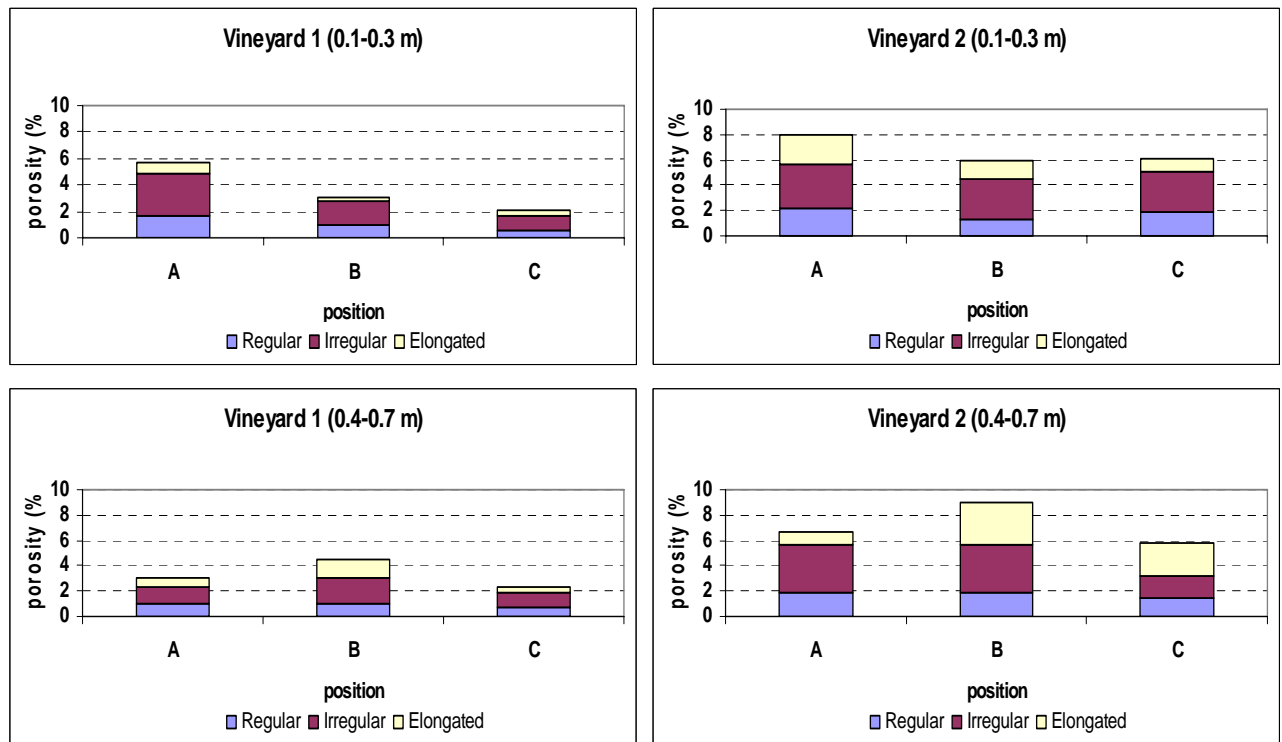 Vineyard 1 (0.1-0.3 m)
porosity (%
10
8
6
4
2
0
A B C
position
Regular Irregular Elongated
Vineyard 2 (0.1-0.3 m)
porosity (%
10
8
6
4
2
0
A B C
position
Regular Irregular Elongated
Vineyard 1 (0.4-0.7 m)
porosity (%
10
8
6
4
2
0
A B C
position
Regular Irregular Elongated
Vineyard 2 (0.4-0.7 m)
porosity (%
10
8
6
4
2
0
A B C
position
Regular Irregular Elongated